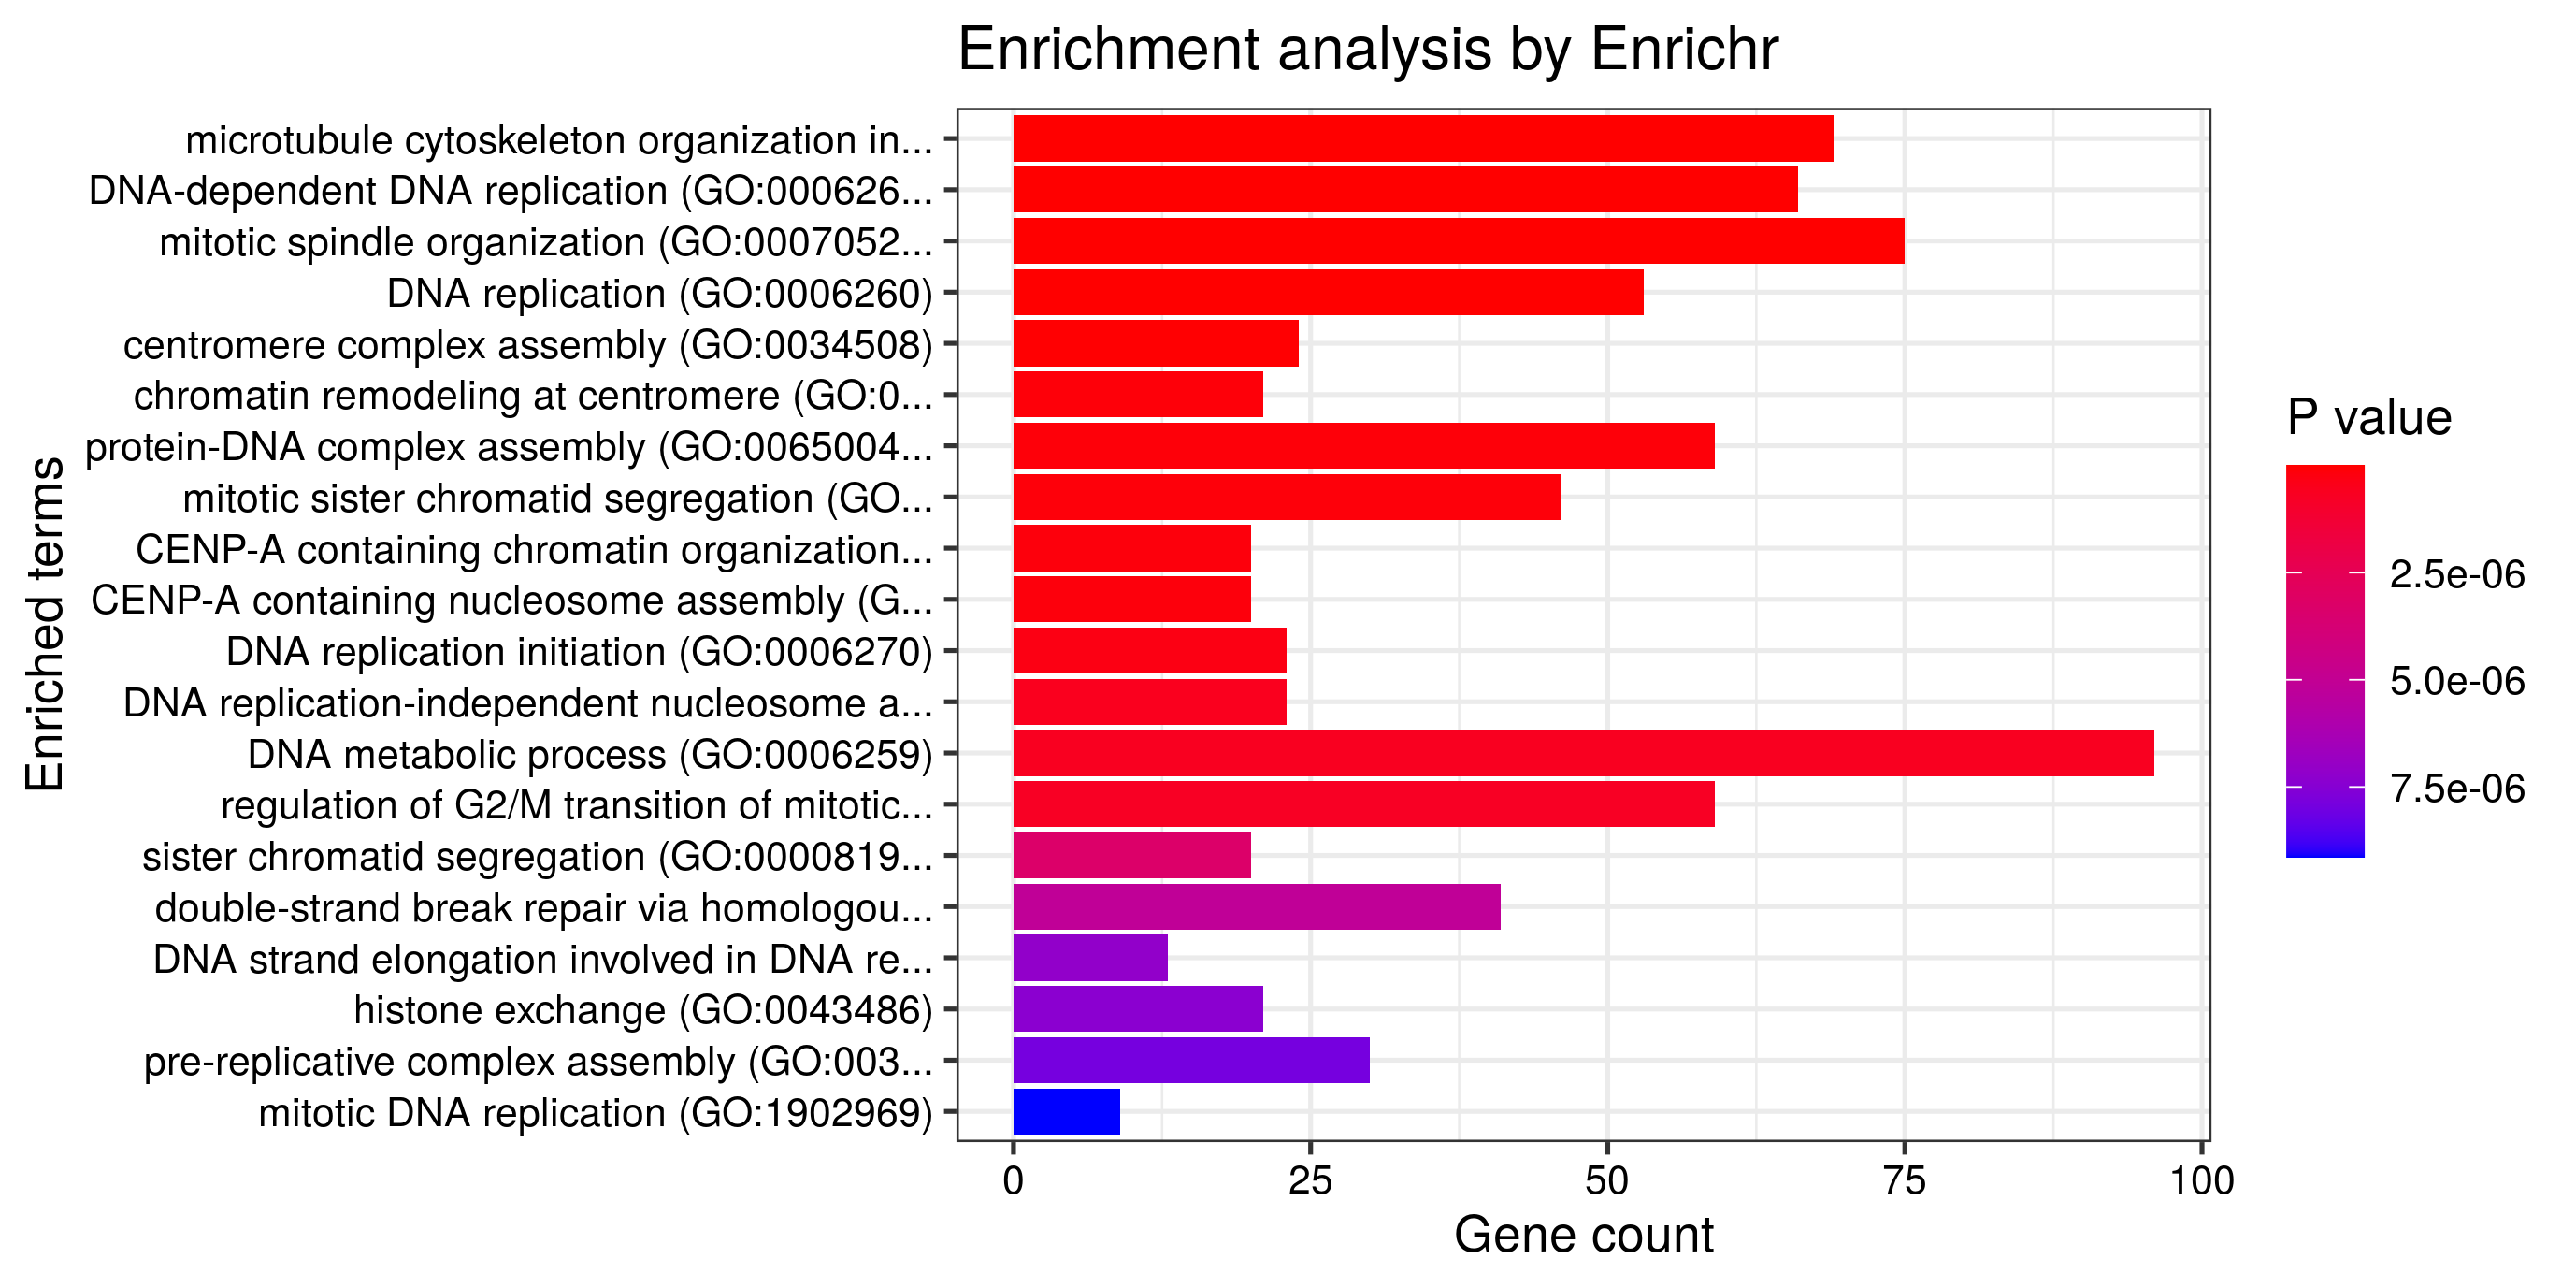 Enrichment analysis by Enrichr
microtubule cytoskeleton organization in...
DNA-dependent DNA replication (GO:000626...
mitotic spindle organization (GO:0007052...
DNA replication (GO:0006260)
centromere complex assembly (GO:0034508)
chromatin remodeling at centromere (GO:0...
protein-DNA complex assembly (GO:0065004...
mitotic sister chromatid segregation (GO...
CENP-A containing chromatin organization...
CENP-A containing nucleosome assembly (G...
DNA replication initiation (GO:0006270)
DNA replication-independent nucleosome a...
DNA metabolic process (GO:0006259)
regulation of G2/M transition of mitotic...
sister chromatid segregation (GO:0000819...
double-strand break repair via homologou...
DNA strand elongation involved in DNA re...
histone exchange (GO:0043486)
pre-replicative complex assembly (GO:003...
mitotic DNA replication (GO:1902969)
Enriched terms
0 25 50 75 100
Gene count
P value
2.5e-06
5.0e-06
7.5e-06